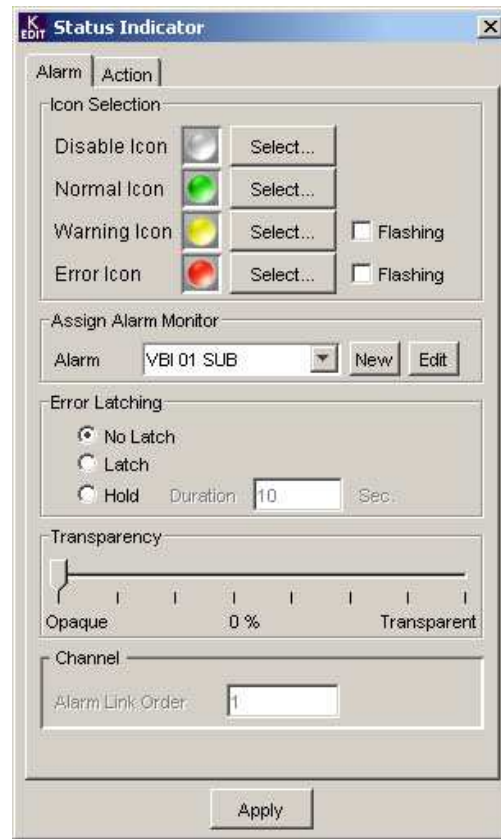 K EDIT Status Indicator
Alarm Action
Icon Selection
Disable Icon Select...
Normal Icon Select...
Warning Icon Select... Flashing
Error Icon Select... Flashing
Assign Alarm Monitor
Alarm VBI 01 SUB New Edit
Error Latching
No Latch
Latch
Hold Duration 10 Sec.
Transparency
Opaque 0 % Transparent
Channel
Alarm Link Order 1
Apply